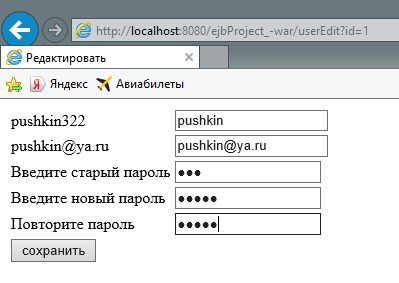 http://localhost:8080/ejbProject_-war/userEdit?id=1
Редактировать
Яндекс Авиабилеты
pushkin322 pushkin
pushkin@ya.ru pushkin@ya.ru
Введите старый пароль ●●●
Введите новый пароль ●●●●●
Повторите пароль ●●●●●
сохранить